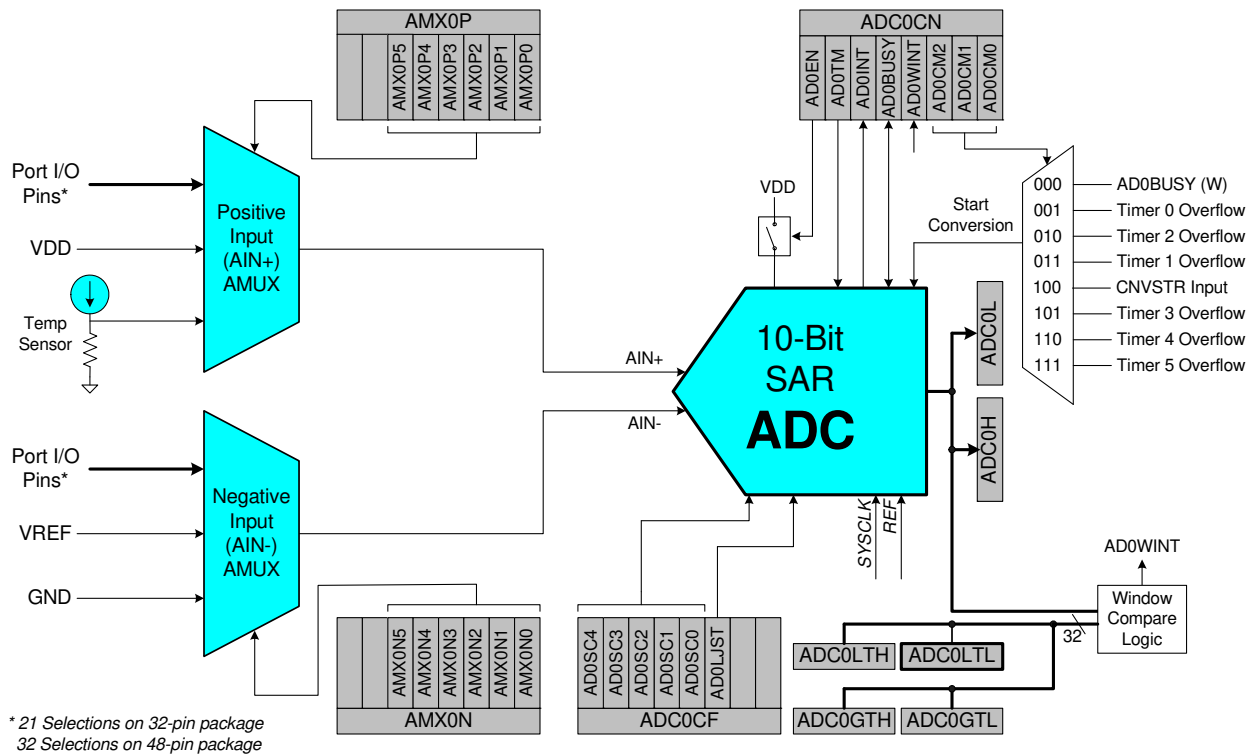 AMX0P
AMX0P5
AMX0P4
AMX0P3
AMX0P2
AMX0P1
AMX0P0
ADC0CN
AD0EN
AD0TM
AD0INT
AD0BUSY
AD0WINT
AD0CM2
AD0CM1
AD0CM0
Port I/O
Pins*
VDD
Temp
Sensor
Positive
Input
(AIN+)
AMUX
VDD
Start
Conversion
000
AD0BUSY (W)
001
Timer 0 Overflow
010
Timer 2 Overflow
011
Timer 1 Overflow
100
CNVSTR Input
101
Timer 3 Overflow
110
Timer 4 Overflow
111
Timer 5 Overflow
AIN+
AIN-
10-Bit
SAR
ADC
ADC0L
ADC0H
Port I/O
Pins*
VREF
GND
Negative
Input
(AIN-)
AMUX
SYSCLK
REF
AD0WINT
Window
Compare
Logic
32
ADC0LTH
ADC0LTL
ADC0GTH
ADC0GTL
AMX0N5
AMX0N4
AMX0N3
AMX0N2
AMX0N1
AMX0N0
AMX0N
AD0SC4
AD0SC3
AD0SC2
AD0SC1
AD0SC0
AD0LJST
ADC0CF
* 21 Selections on 32-pin package
32 Selections on 48-pin package